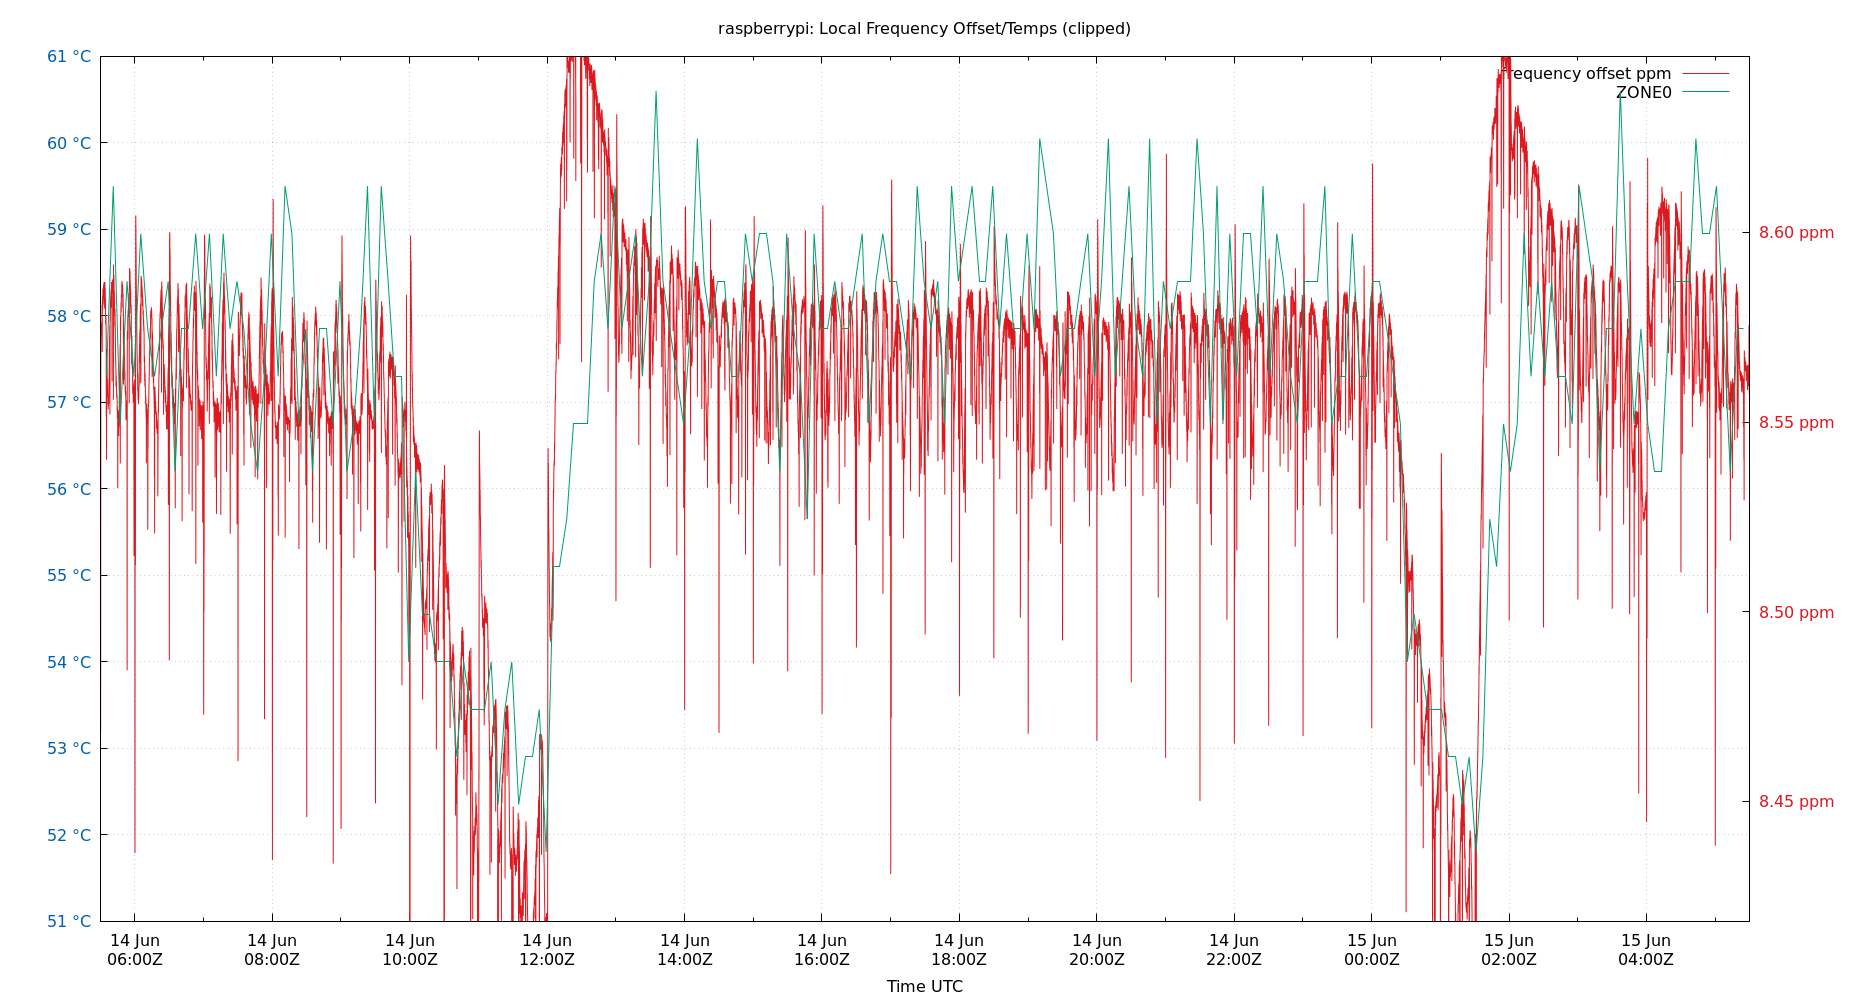 raspberrypi: Local Frequency Offset/Temps (clipped)
61 °C
60 °C
59 °C
58 °C
57 °C
56 °C
55 °C
54 °C
53 °C
52 °C
51 °C
frequency offset ppm
ZONE0
8.60 ppm
8.55 ppm
8.50 ppm
8.45 ppm
14 Jun 14 Jun 14 Jun 14 Jun 14 Jun 14 Jun 14 Jun 14 Jun 14 Jun 15 Jun 15 Jun 15 Jun
06:00Z 08:00Z 10:00Z 12:00Z 14:00Z 16:00Z 18:00Z 20:00Z 22:00Z 00:00Z 02:00Z 04:00Z
Time UTC